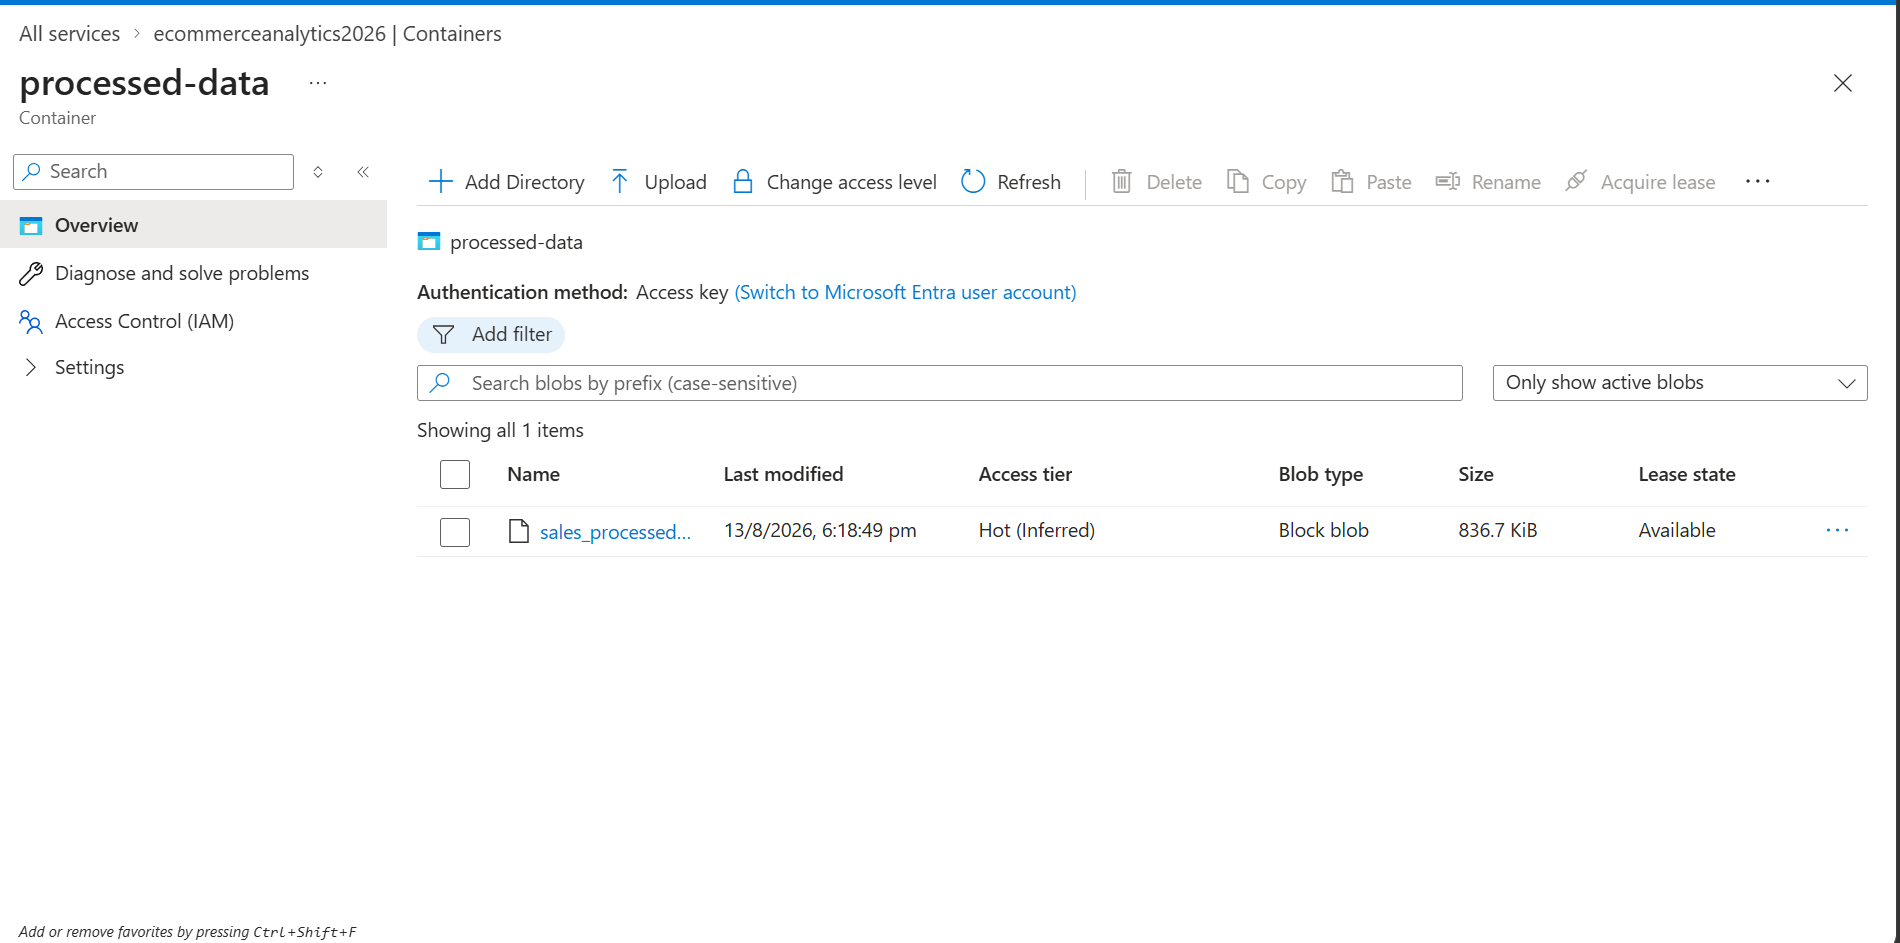 All services > ecommerceanalytics2026 | Containers
processed-data ...
Container
Search
Overview
Diagnose and solve problems
Access Control (IAM)
Settings
Add Directory Upload Change access level Refresh Delete Copy Paste Rename Acquire lease ...
processed-data
Authentication method: Access key (Switch to Microsoft Entra user account)
Add filter
Search blobs by prefix (case-sensitive) Only show active blobs
Showing all 1 items
Name Last modified Access tier Blob type Size Lease state
sales_processed... 13/8/2026, 6:18:49 pm Hot (Inferred) Block blob 836.7 KiB Available ...
Add or remove favorites by pressing Ctrl+Shift+F